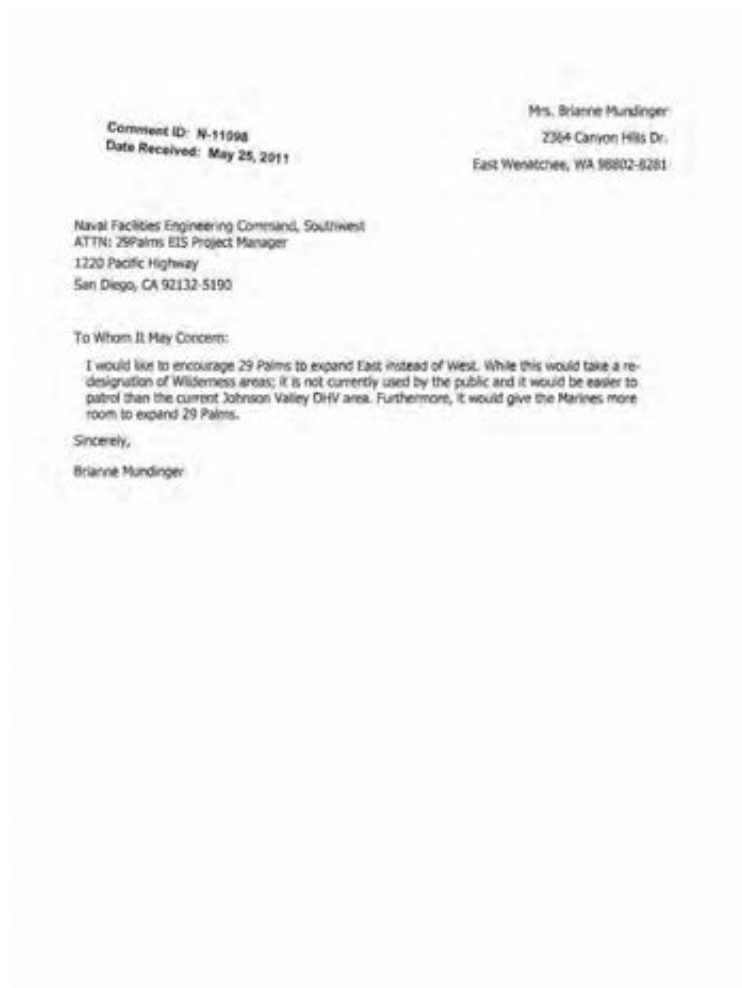 Mrs. Brianne Mundinger
2364 Canyon Hills Dr.
East Wenatchee, WA 98802-8281
Comment ID: N-11098
Date Received: May 25, 2011
Naval Facilities Engineering Command, Southwest
ATTN: 29Palms EIS Project Manager
1220 Pacific Highway
San Diego, CA 92132-5190
To Whom It May Concern:
I would like to encourage 29 Palms to expand East instead of West. While this would take a re-
designation of Wilderness areas; it is not currently used by the public and it would be easier to
patrol than the current Johnson Valley OHV area. Furthermore, it would give the Marines more
room to expand 29 Palms.
Sincerely,
Brianne Mundinger